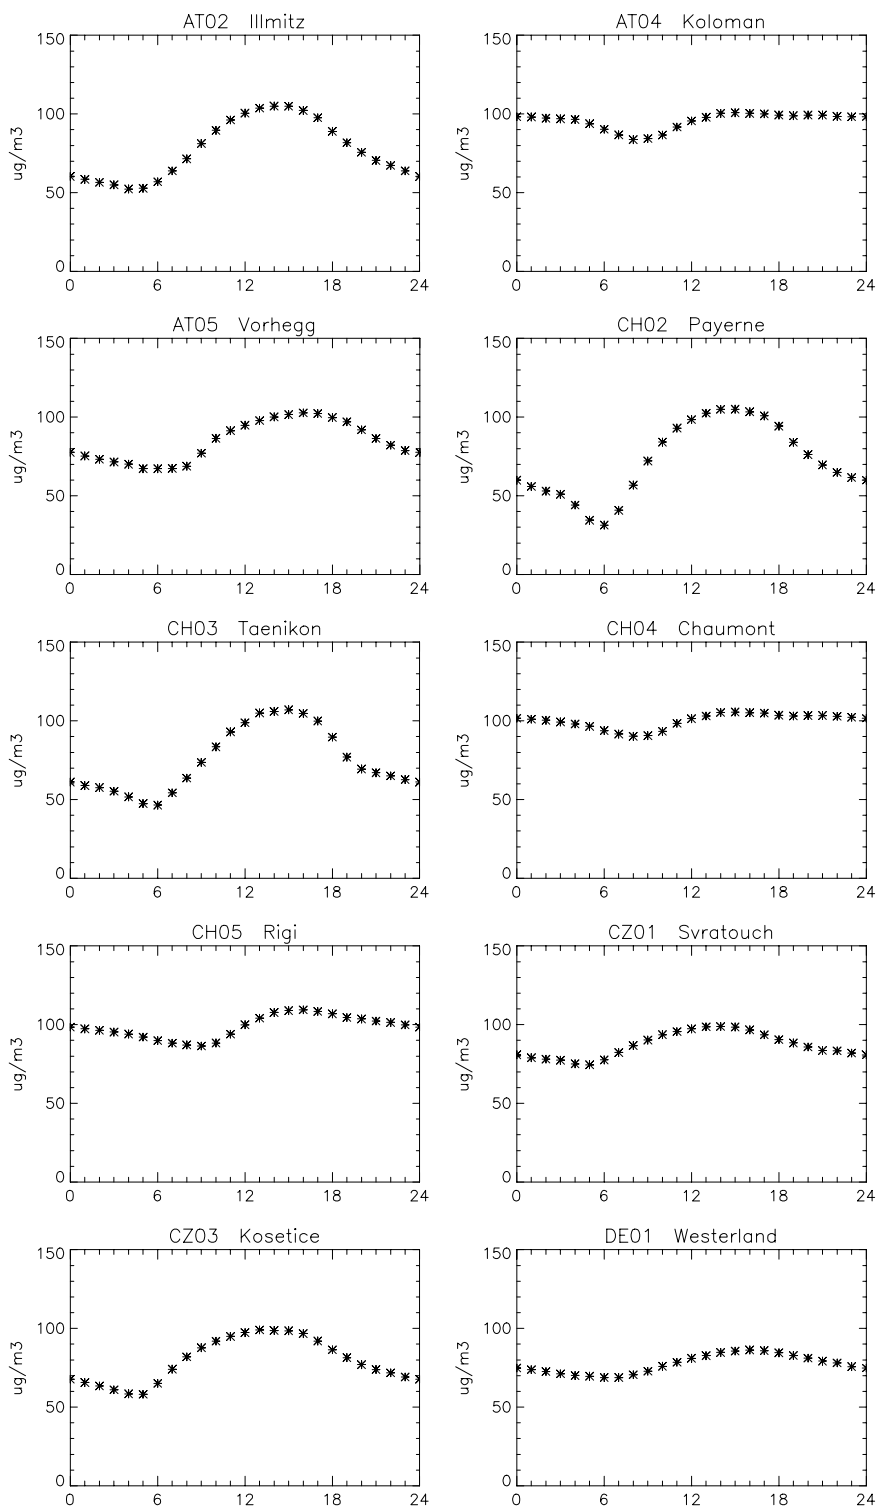 AT02 Illmitz
150
100
50
0
ug/m3
0 6 12 18 24
AT04 Koloman
150
100
50
0
ug/m3
0 6 12 18 24
AT05 Vorhegg
150
100
50
0
ug/m3
0 6 12 18 24
CH02 Payerne
150
100
50
0
ug/m3
0 6 12 18 24
CH03 Taenikon
150
100
50
0
ug/m3
0 6 12 18 24
CH04 Chaumont
150
100
50
0
ug/m3
0 6 12 18 24
CH05 Rigi
150
100
50
0
ug/m3
0 6 12 18 24
CZ01 Svratouch
150
100
50
0
ug/m3
0 6 12 18 24
CZ03 Kosetice
150
100
50
0
ug/m3
0 6 12 18 24
DE01 Westerland
150
100
50
0
ug/m3
0 6 12 18 24